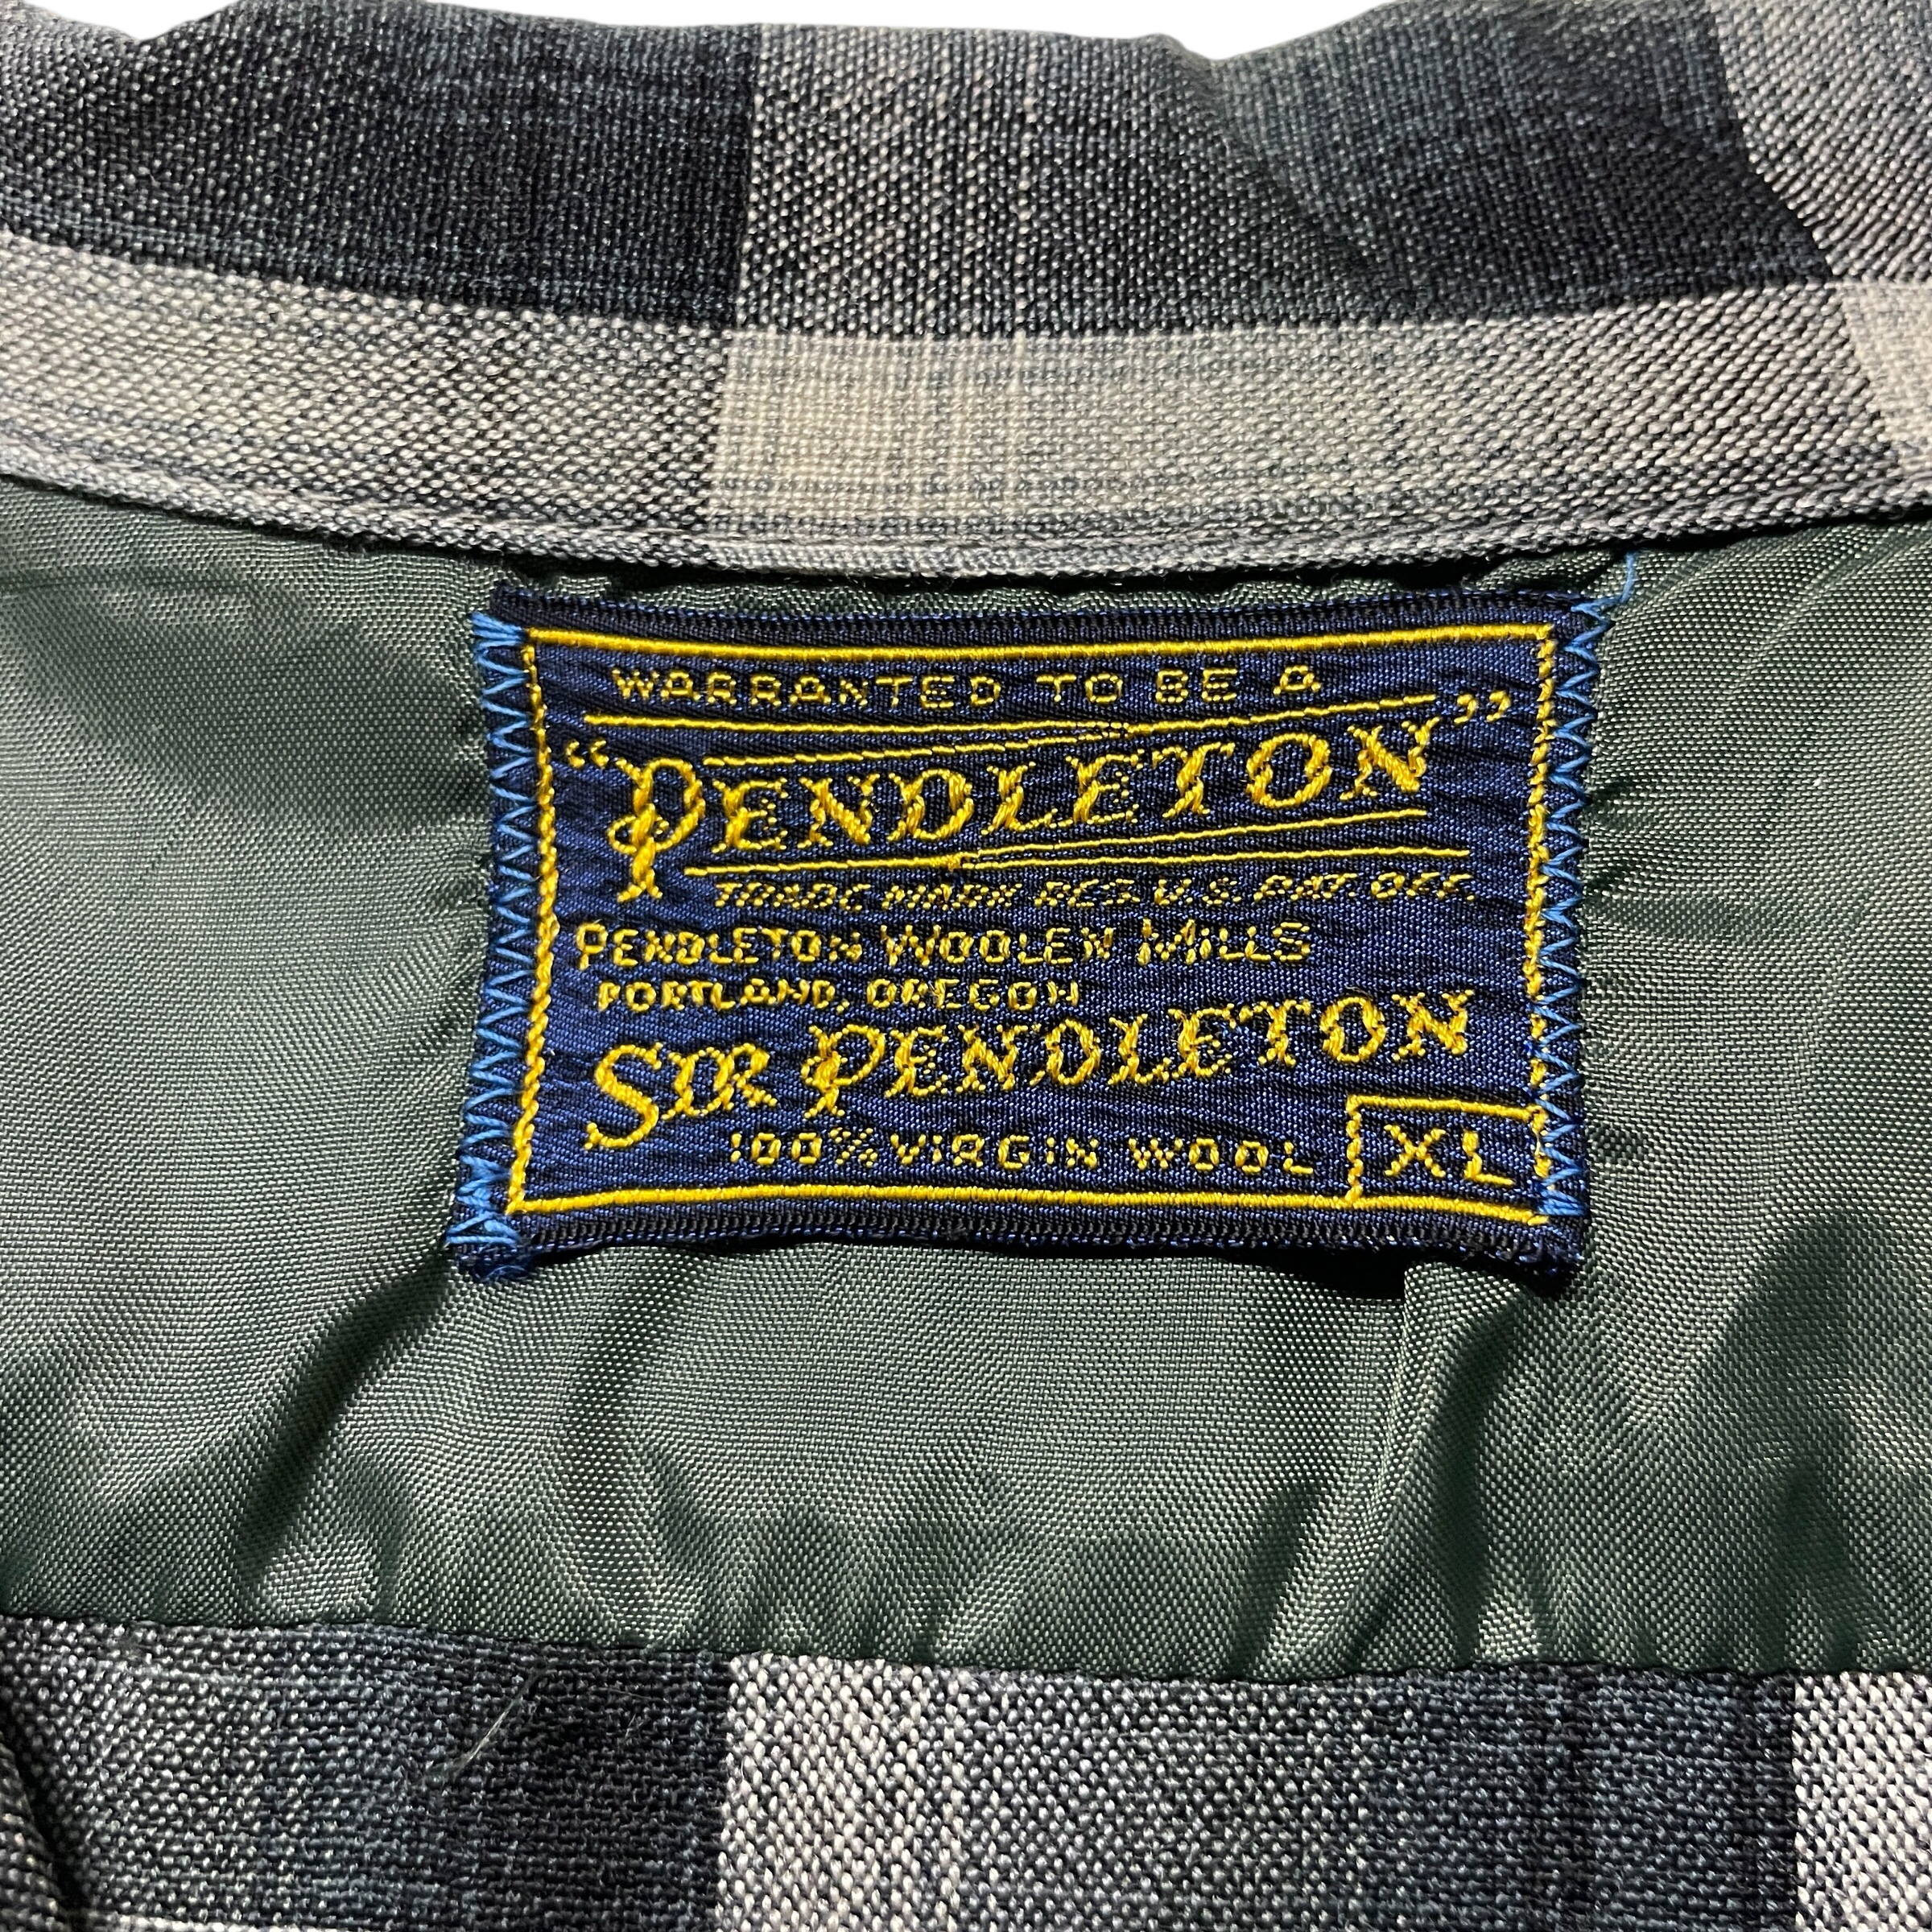 WARRANTED TO BE A
"PENDLETON"
TRADE MARK REG. U.S. PAT. OFF.
PENDLETON WOOLEN MILLS
PORTLAND, OREGON
SIR PENDLETON
100% VIRGIN WOOL XL